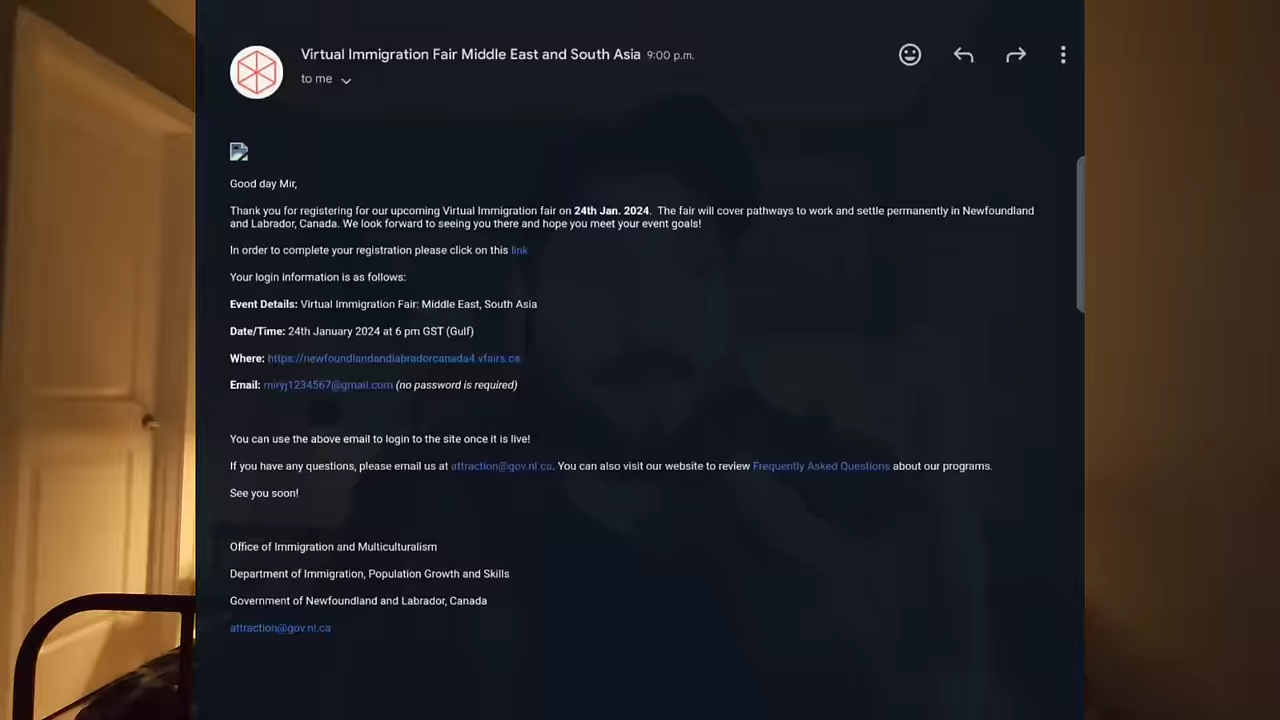 Virtual Immigration Fair Middle East and South Asia 9:00 p.m.
to me
Good day Mir,
Thank you for registering for our upcoming Virtual Immigration fair on 24th Jan. 2024. The fair will cover pathways to work and settle permanently in Newfoundland
and Labrador, Canada. We look forward to seeing you there and hope you meet your event goals!
In order to complete your registration please click on this link
Your login information is as follows:
Event Details: Virtual Immigration Fair: Middle East, South Asia
Date/Time: 24th January 2024 at 6 pm GST (Gulf)
Where: https://newfoundlandandlabradorcanada4.vfairs.ca
Email: miryj1234567@gmail.com (no password is required)
You can use the above email to login to the site once it is live!
If you have any questions, please email us at attraction@gov.nl.ca. You can also visit our website to review Frequently Asked Questions about our programs.
See you soon!
Office of Immigration and Multiculturalism
Department of Immigration, Population Growth and Skills
Government of Newfoundland and Labrador, Canada
attraction@gov.nl.ca